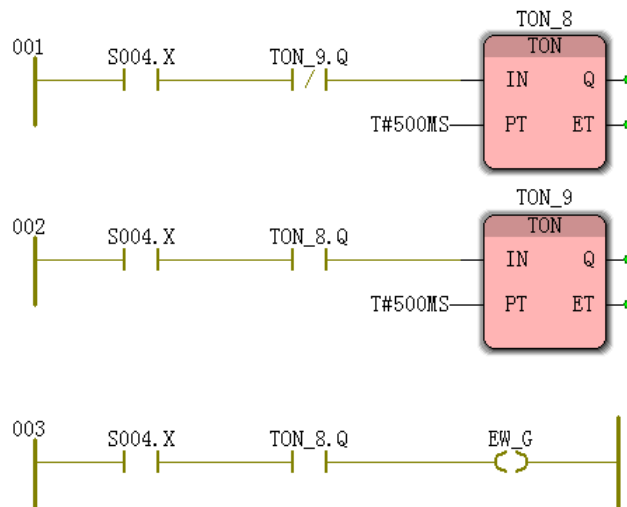 TON_8
001
S004.X TON_9.Q TON
IN Q
T#500MS PT ET
TON_9
002
S004.X TON_8.Q TON
IN Q
T#500MS PT ET
003
S004.X TON_8.Q EW_G